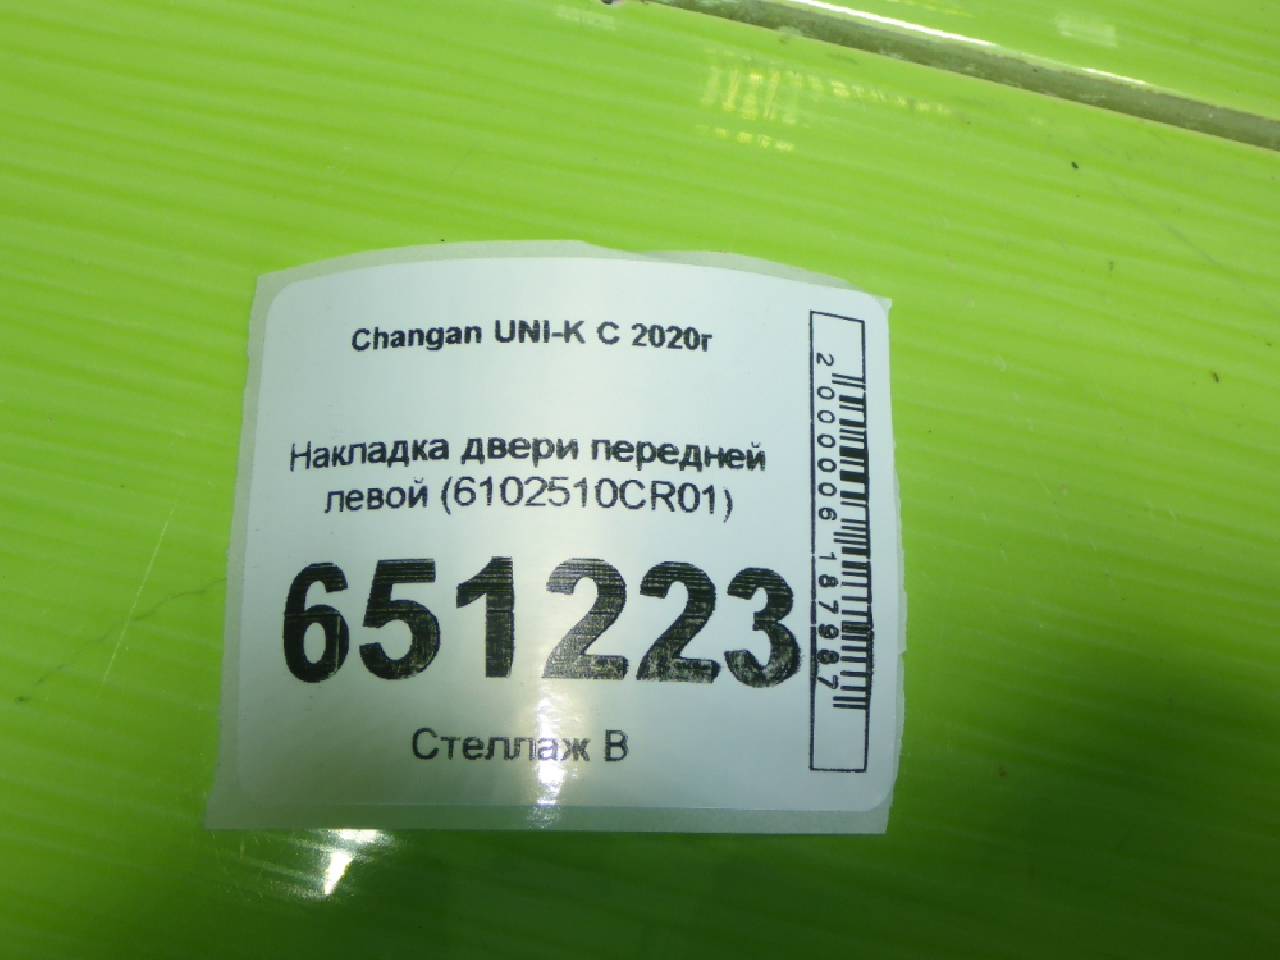 Changan UNI-K С 2020г
Накладка двери передней
левой (6102510CR01)
651223
Стеллаж В
2000006187987